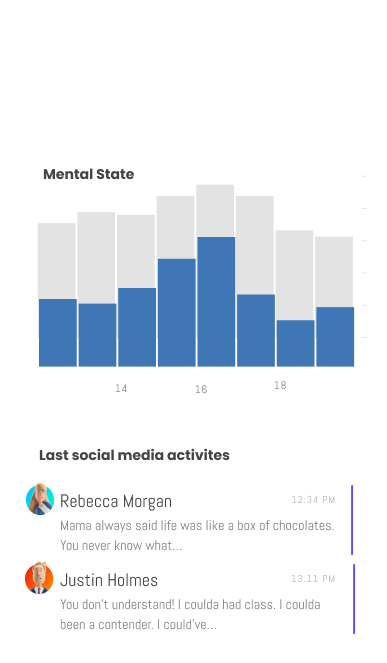 Mental State
14 16 18
Last social media activites
Rebecca Morgan 12:34 PM
Mama always said life was like a box of chocolates.
You never know what...
Justin Holmes 13:11 PM
You don't understand! I coulda had class. I coulda
been a contender. I could've...